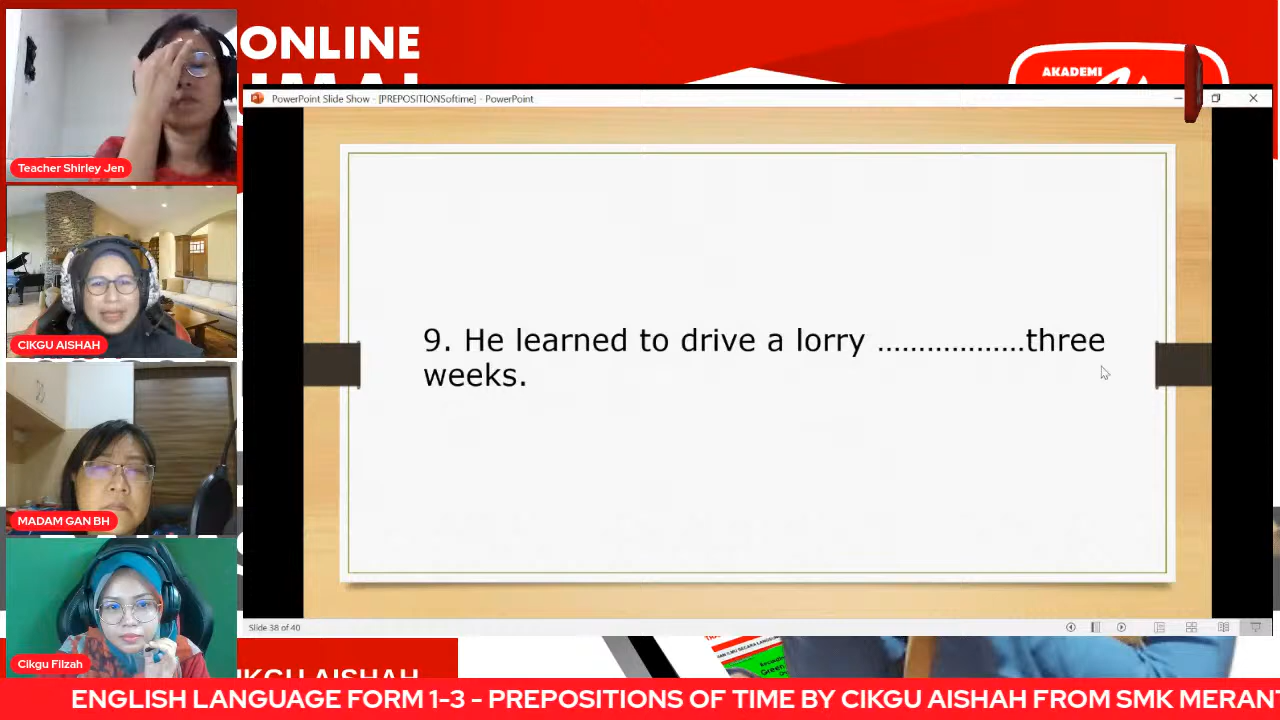 ONLINE
AKADEMI
PowerPoint Slide Show - [PREPOSITIONSoftime] - PowerPoint
Teacher Shirley Jen
CIKGU AISHAH
MADAM GAN BH
Cikgu Filzah
9. He learned to drive a lorry ..................three
weeks.
Slide 38 of 40
ENGLISH LANGUAGE FORM 1-3 - PREPOSITIONS OF TIME BY CIKGU AISHAH FROM SMK MERANT